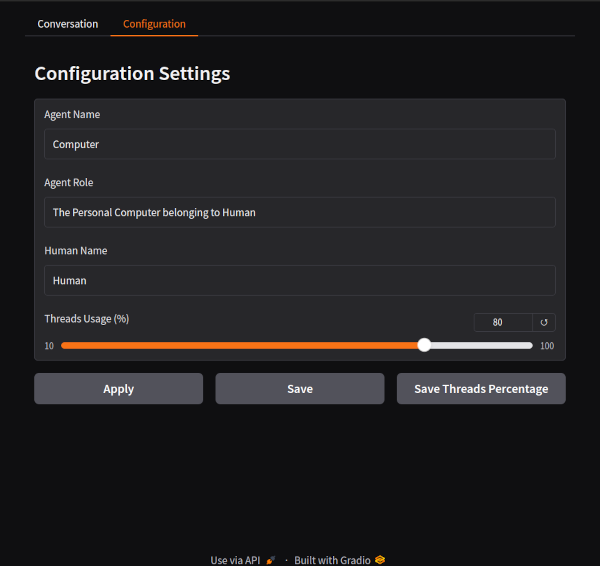 Conversation
Configuration
Configuration Settings
Agent Name
Computer
Agent Role
The Personal Computer belonging to Human
Human Name
Human
Threads Usage (%)
80
10
100
Apply
Save
Save Threads Percentage
Use via API · Built with Gradio